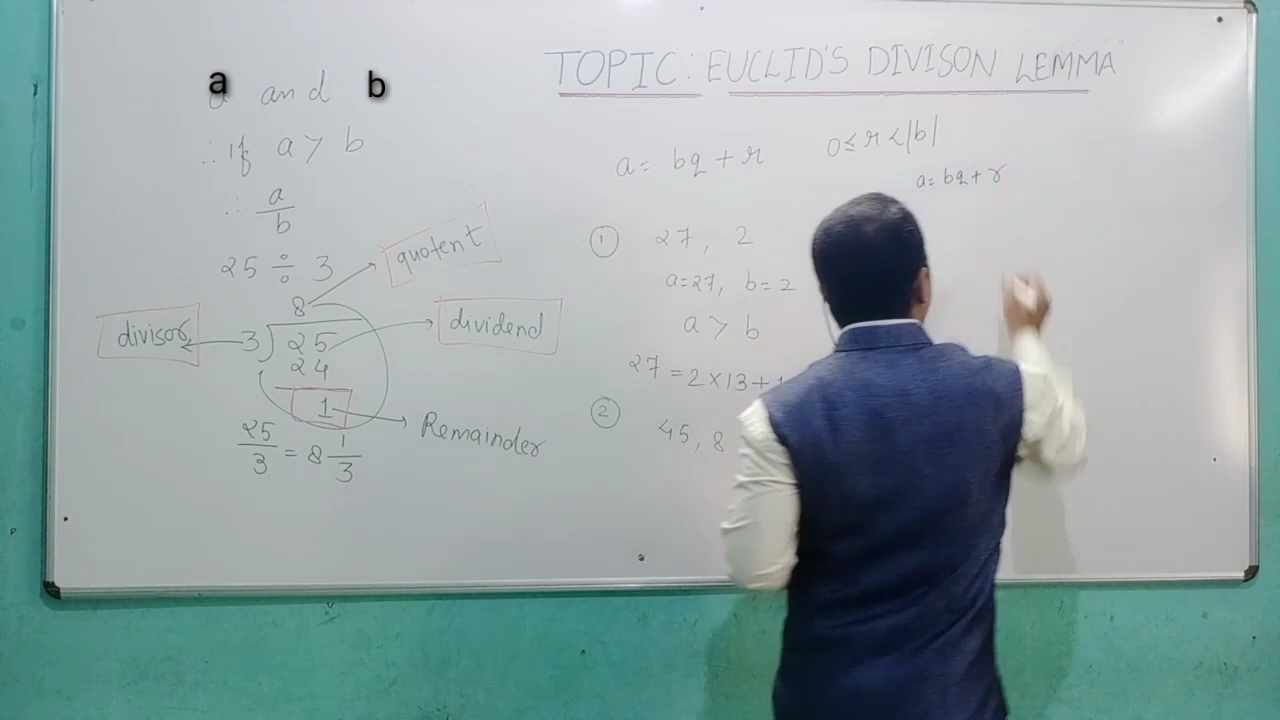 TOPIC: EUCLID'S DIVISON LEMMA
a and b
∴ If a > b
∴ a/b
25 ÷ 3
quotent
8
divisor
3) 25
dividend
24
1
Remainder
25/3 = 8 1/3
a = bq + r
0 ≤ r < |b|
a = bq + r
① 27, 2
a=27, b=2
a > b
27 = 2×13+1
② 45, 8